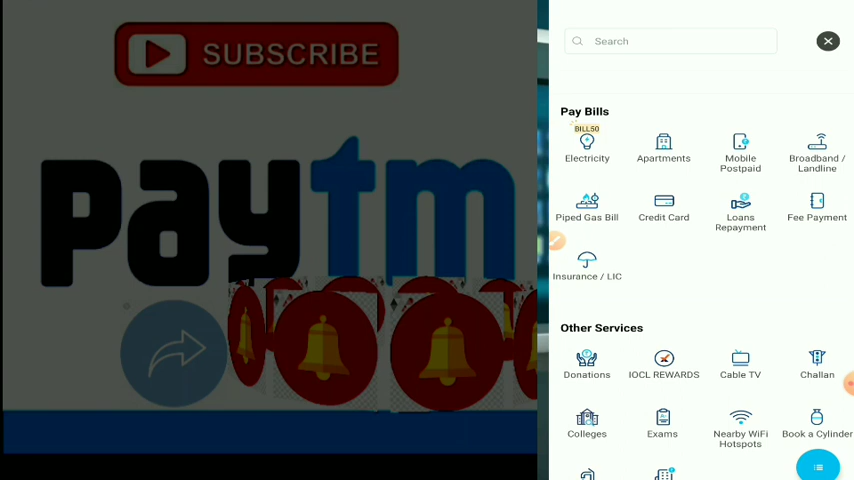 SUBSCRIBE
paytm
Search
Pay Bills
BILL50
Electricity
Apartments
Mobile
Postpaid
Broadband /
Landline
Piped Gas Bill
Credit Card
Loans
Repayment
Fee Payment
Insurance / LIC
Other Services
Donations
IOCL REWARDS
Cable TV
Challan
Colleges
Exams
Nearby WiFi
Hotspots
Book a Cylinder